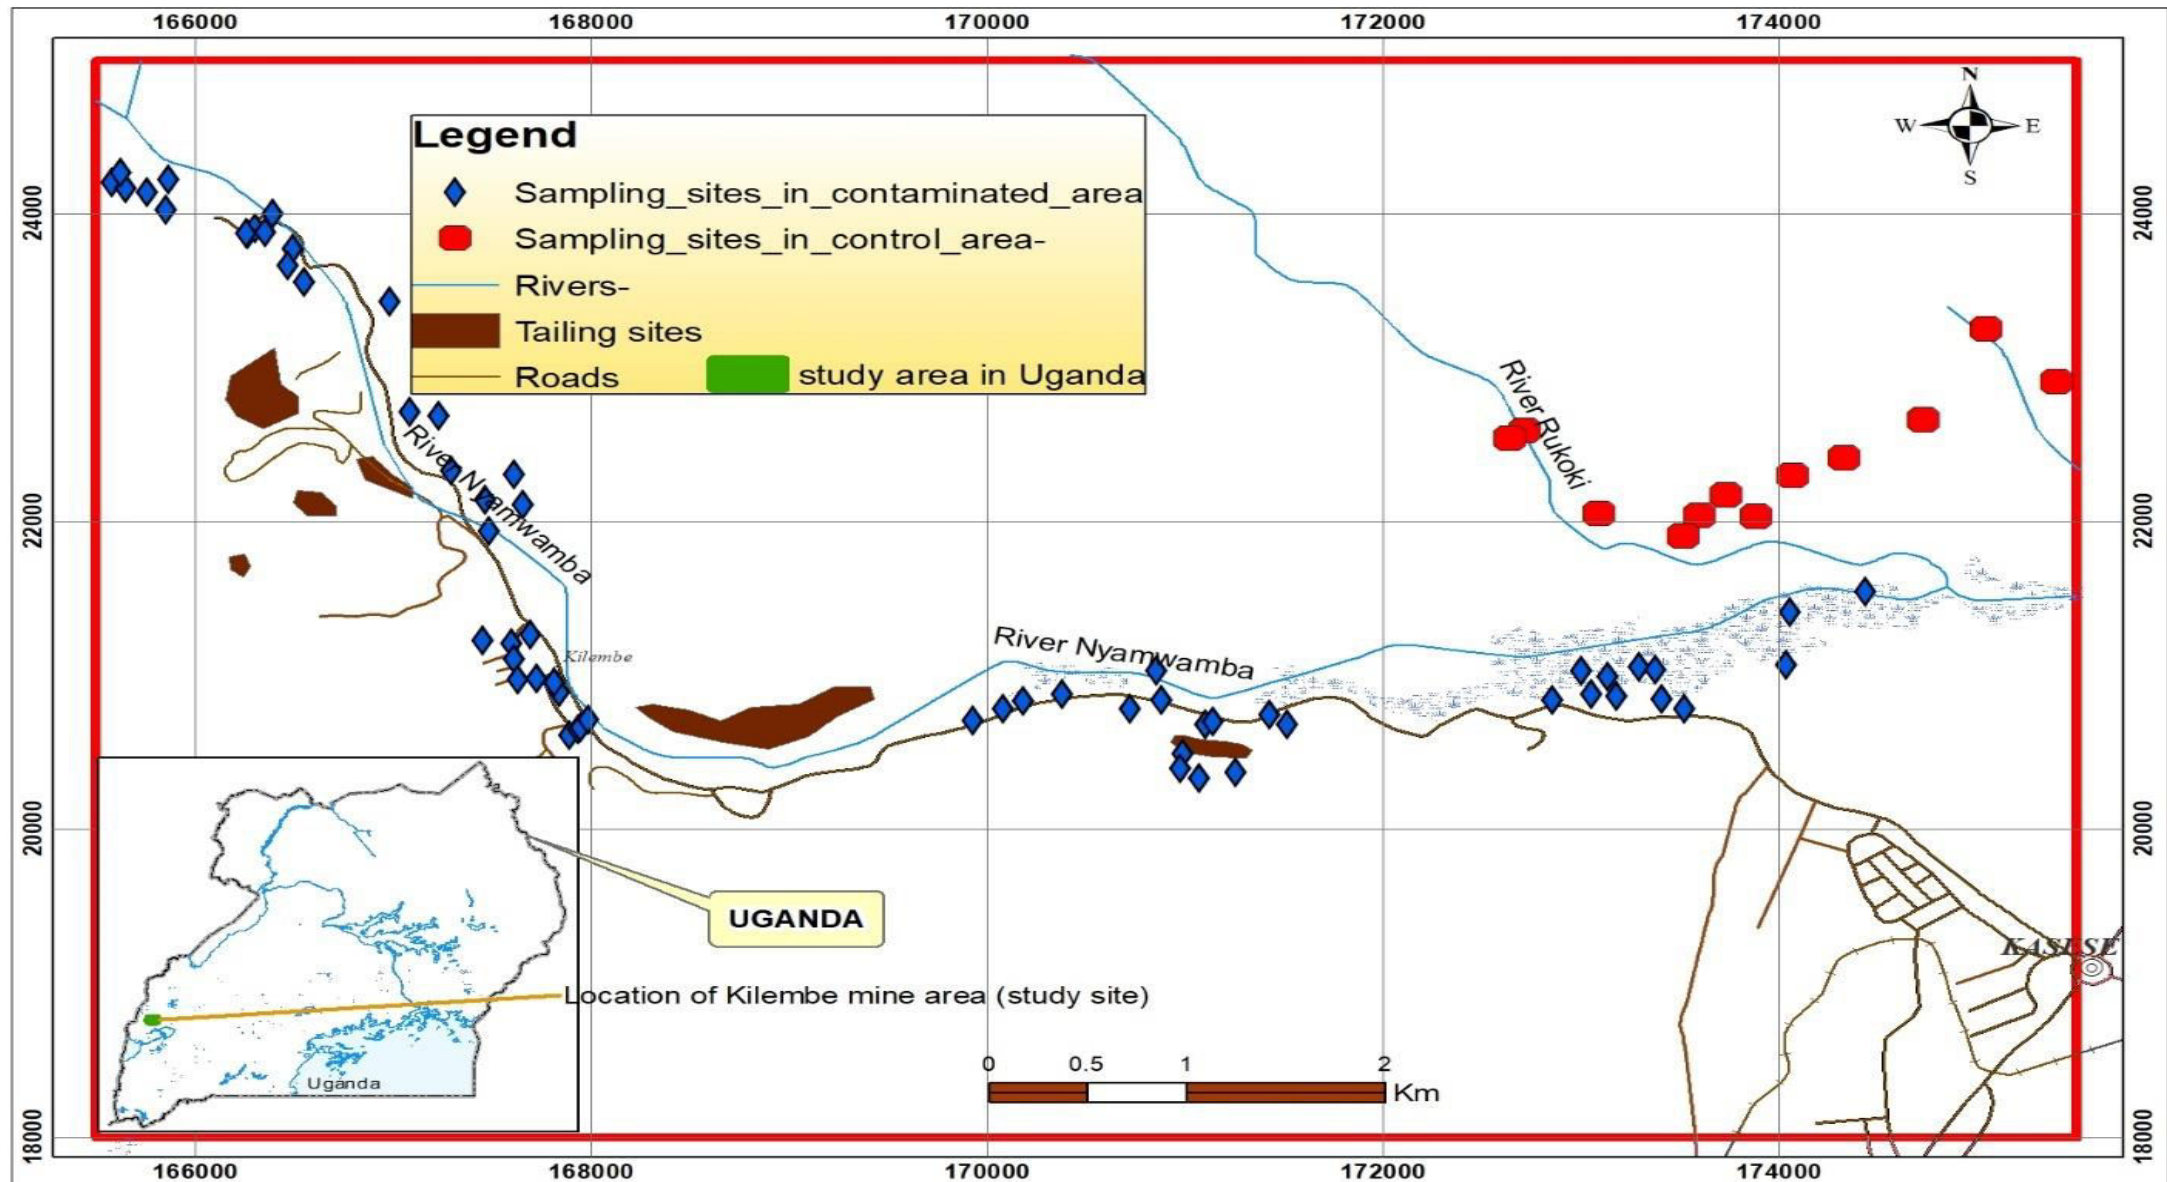 166000 168000 170000 172000 174000
N
W E
S
Legend
Sampling_sites_in_contaminated_area
Sampling_sites_in_control_area-
Rivers-
Tailing sites
Roads
study area in Uganda
24000 24000
River Rukoki
River Nyamwamba
22000 22000
Kilembe
River Nyamwamba
20000 20000
UGANDA
KASESE
Location of Kilembe mine area (study site)
Uganda
0 0.5 1 2
Km
18000 18000
166000 168000 170000 172000 174000